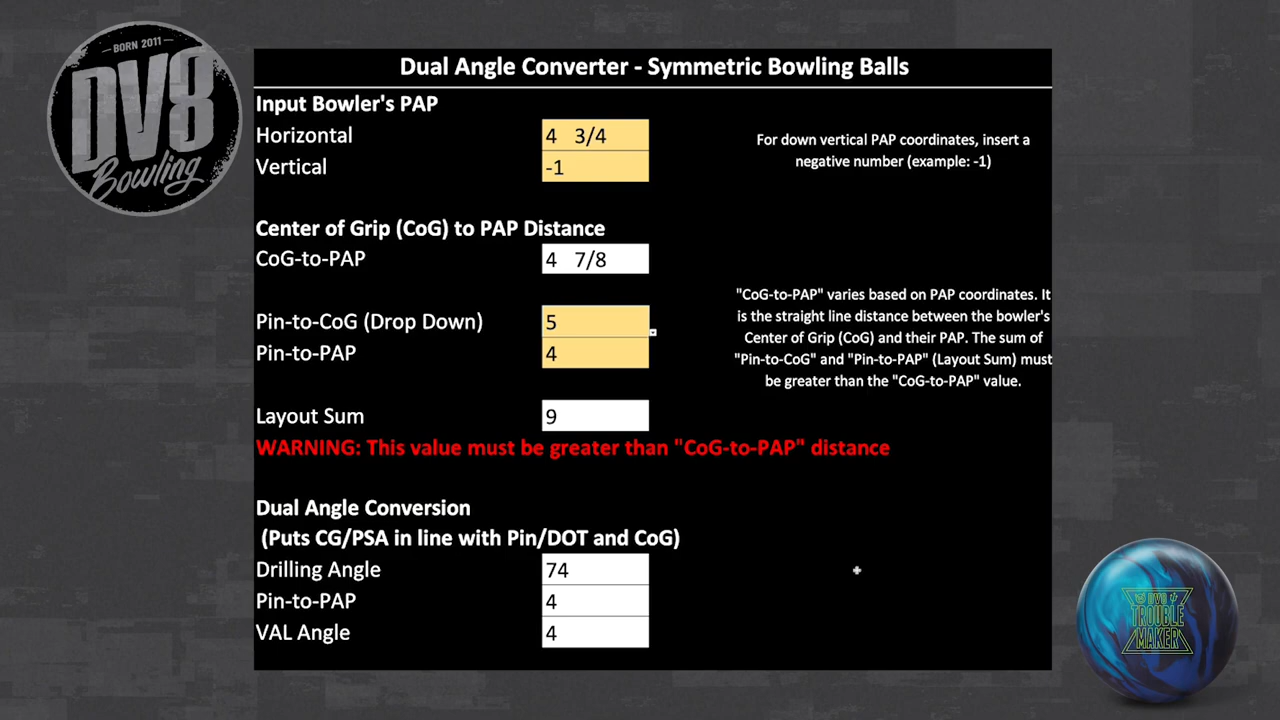 BORN 2011
DV8
Bowling
Dual Angle Converter - Symmetric Bowling Balls
Input Bowler's PAP
Horizontal 4 3/4
Vertical -1
For down vertical PAP coordinates, insert a
negative number (example: -1)
Center of Grip (CoG) to PAP Distance
CoG-to-PAP 4 7/8
Pin-to-CoG (Drop Down) 5
Pin-to-PAP 4
"CoG-to-PAP" varies based on PAP coordinates. It
is the straight line distance between the bowler's
Center of Grip (CoG) and their PAP. The sum of
"Pin-to-CoG" and "Pin-to-PAP" (Layout Sum) must
be greater than the "CoG-to-PAP" value.
Layout Sum 9
WARNING: This value must be greater than "CoG-to-PAP" distance
Dual Angle Conversion
(Puts CG/PSA in line with Pin/DOT and CoG)
Drilling Angle 74
Pin-to-PAP 4
VAL Angle 4
DV8
TROUBLE
MAKER